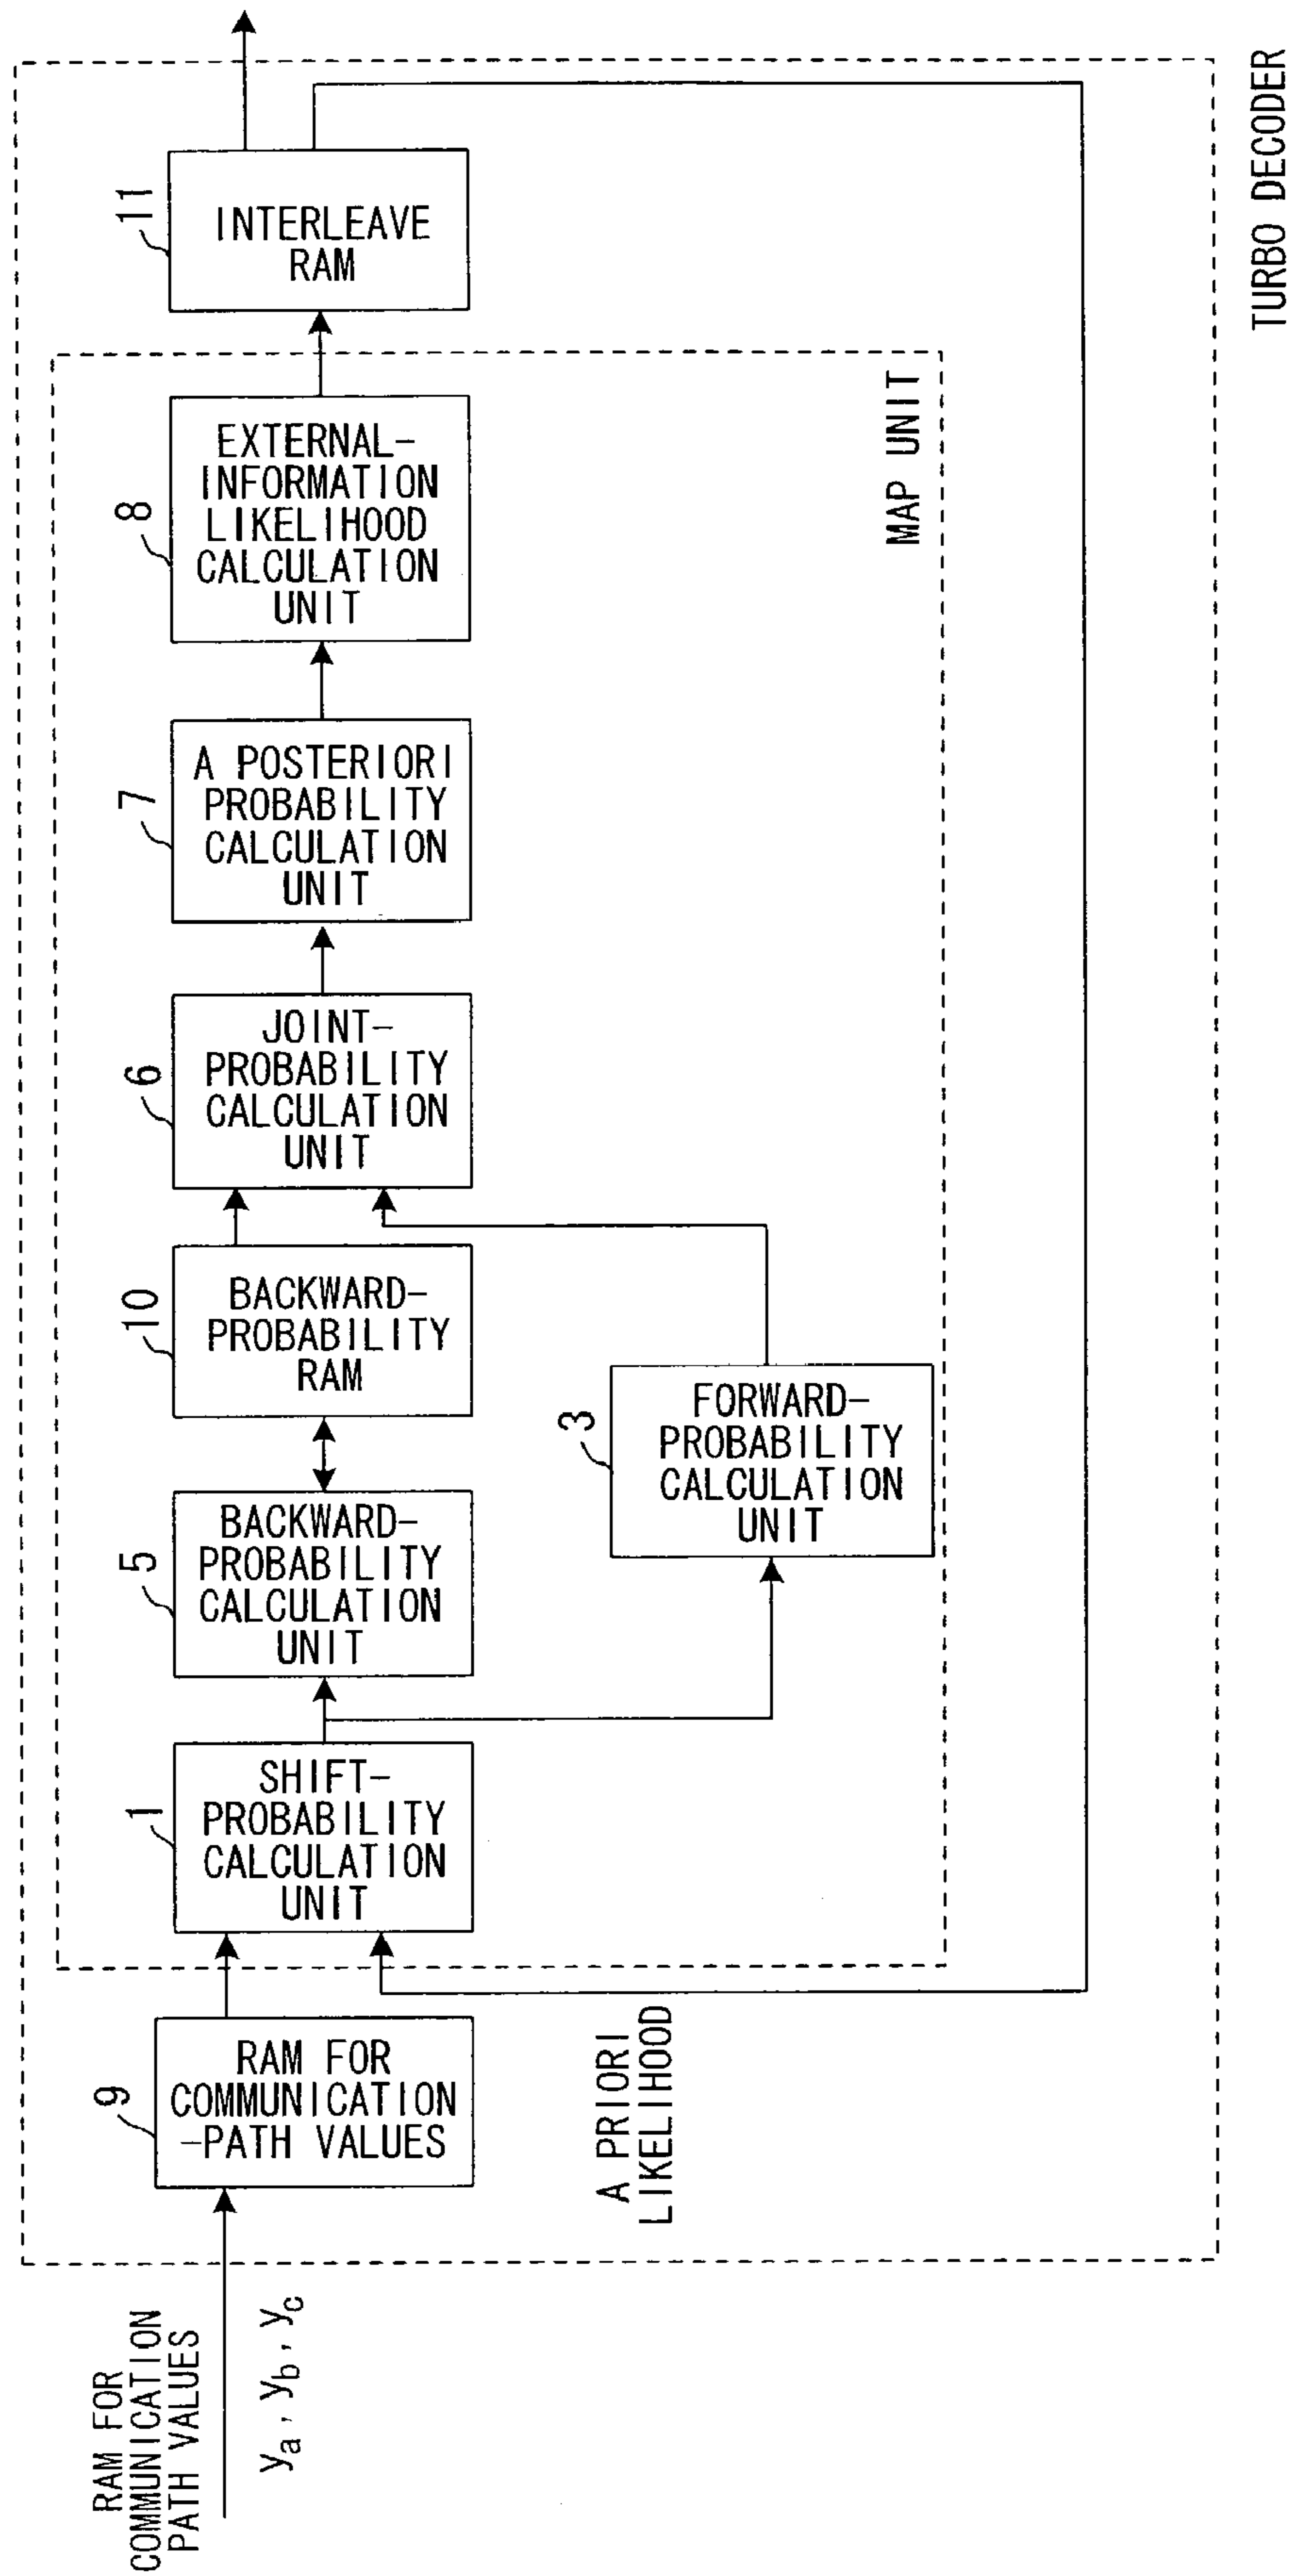 RAM FOR
COMMUNICATION
PATH VALUES
ya, yb, yc
9
RAM FOR
COMMUNICATION
-PATH VALUES
A PRIORI
LIKELIHOOD
1
SHIFT-
PROBABILITY
CALCULATION
UNIT
5
BACKWARD-
PROBABILITY
CALCULATION
UNIT
3
FORWARD-
PROBABILITY
CALCULATION
UNIT
10
BACKWARD-
PROBABILITY
RAM
6
JOINT-
PROBABILITY
CALCULATION
UNIT
7
A POSTERIORI
PROBABILITY
CALCULATION
UNIT
8
EXTERNAL-
INFORMATION
LIKELIHOOD
CALCULATION
UNIT
MAP UNIT
11
INTERLEAVE
RAM
TURBO DECODER